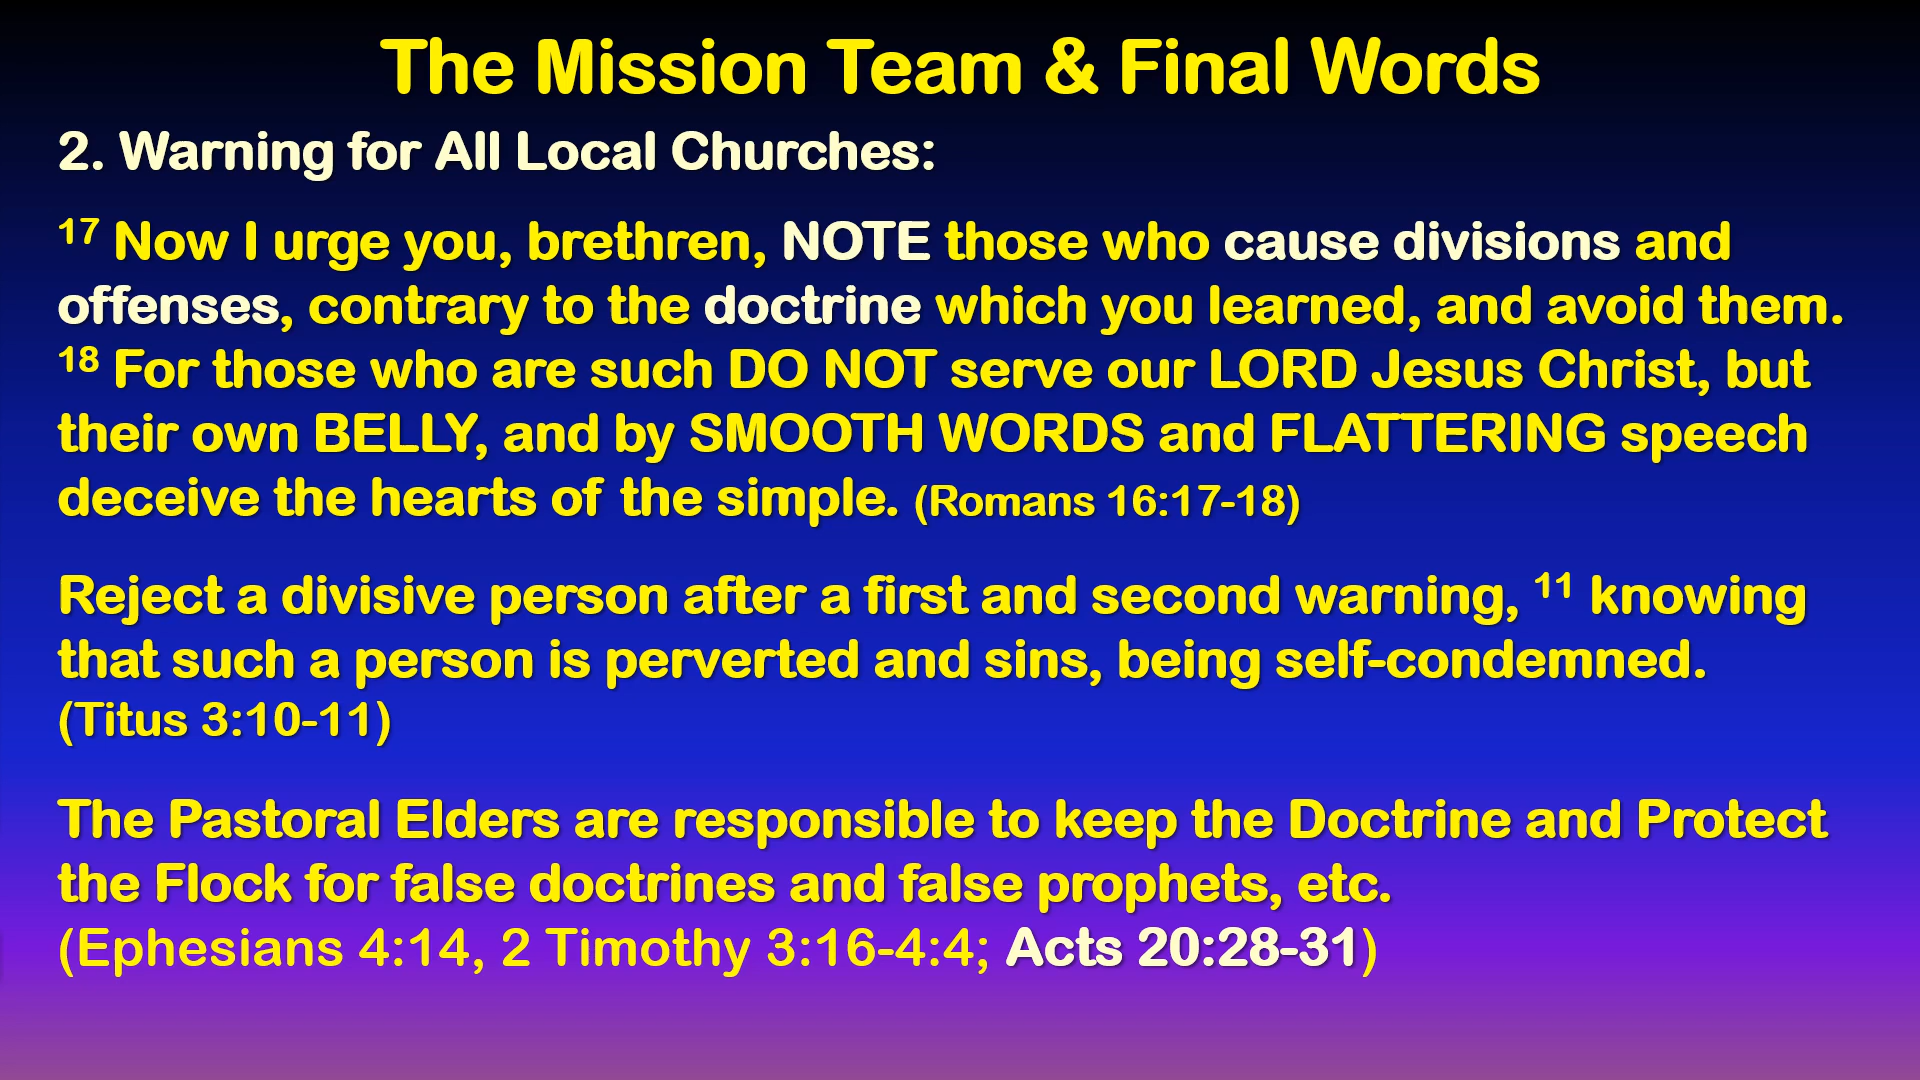 The Mission Team & Final Words
2. Warning for All Local Churches:
17 Now I urge you, brethren, NOTE those who cause divisions and
offenses, contrary to the doctrine which you learned, and avoid them.
18 For those who are such DO NOT serve our LORD Jesus Christ, but
their own BELLY, and by SMOOTH WORDS and FLATTERING speech
deceive the hearts of the simple. (Romans 16:17-18)
Reject a divisive person after a first and second warning, 11 knowing
that such a person is perverted and sins, being self-condemned.
(Titus 3:10-11)
The Pastoral Elders are responsible to keep the Doctrine and Protect
the Flock for false doctrines and false prophets, etc.
(Ephesians 4:14, 2 Timothy 3:16-4:4; Acts 20:28-31)